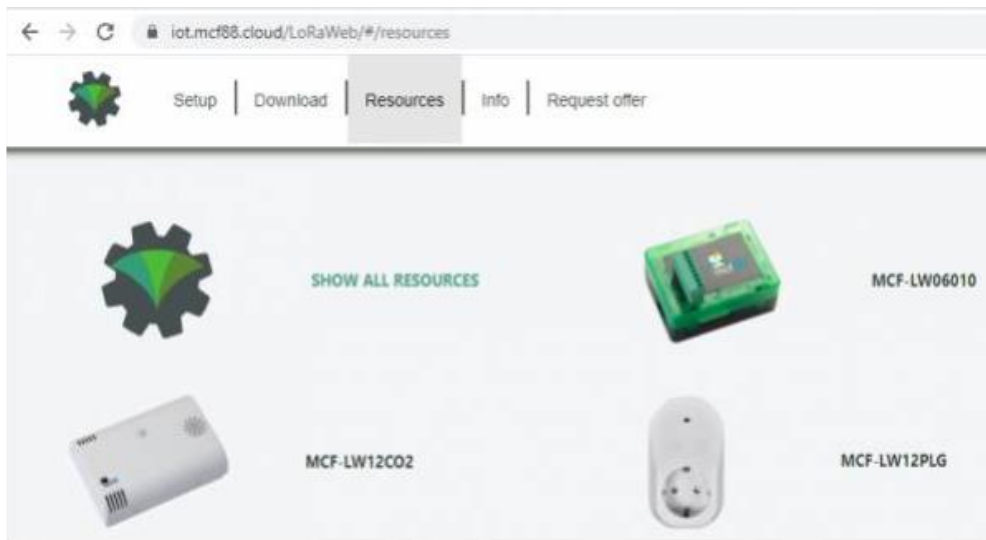 iot.mcf88.cloud/LoRaWeb/#/resources
Setup Download Resources Info Request offer
SHOW ALL RESOURCES MCF-LW06010
MCF-LW12CO2 MCF-LW12PLG